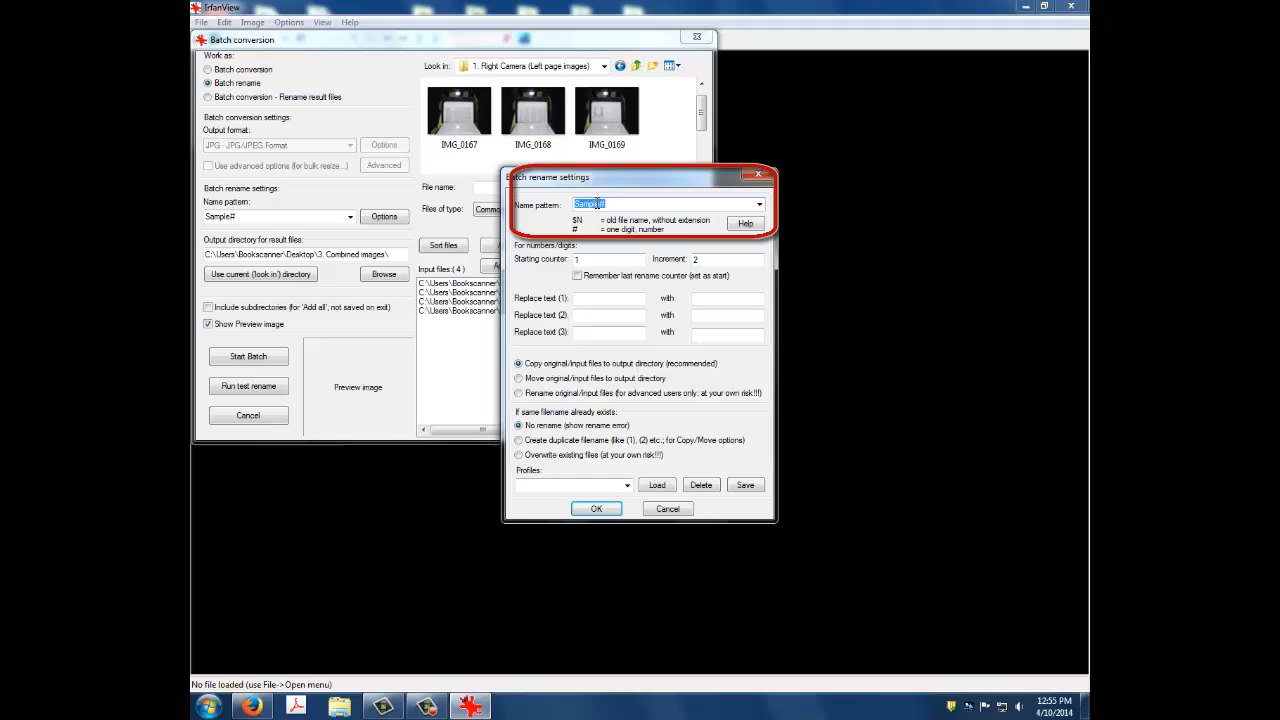 IrfanView
File Edit Image Options View Help
Batch conversion
Work as:
Batch conversion
Batch rename
Batch conversion - Rename result files
Batch conversion settings:
Output format:
JPG - JPG/JPEG Format
Options
Use advanced options (for bulk resize...)
Advanced
Batch rename settings:
Name pattern:
Sample#
Options
Output directory for result files:
C:\Users\Bookscanner\Desktop\3. Combined images\
Use current ('look in') directory
Browse
Include subdirectories (for 'Add all'; not saved on exit)
Show Preview image
Start Batch
Run test rename
Cancel
Preview image
Look in:
1. Right Camera (Left page images)
IMG_0167
IMG_0168
IMG_0169
File name:
Files of type:
Sort files
Input files:( 4 )
C:\Users\Bookscanner\
C:\Users\Bookscanner\
C:\Users\Bookscanner\
C:\Users\Bookscanner\
Batch rename settings
Name pattern:
Sample#
$N = old file name, without extension
# = one digit, number
Help
For numbers/digits:
Starting counter: 1
Increment: 2
Remember last rename counter (set as start)
Replace text (1): with
Replace text (2): with
Replace text (3): with
Copy original/input files to output directory (recommended)
Move original/input files to output directory
Rename original/input files (for advanced users only; at your own risk!!!)
If same filename already exists:
No rename (show rename error)
Create duplicate filename (like (1), (2) etc.; for Copy/Move options)
Overwrite existing files (at your own risk!!!)
Profiles:
Load
Delete
Save
OK
Cancel
No file loaded (use File->Open menu)
12:55 PM
4/10/2014